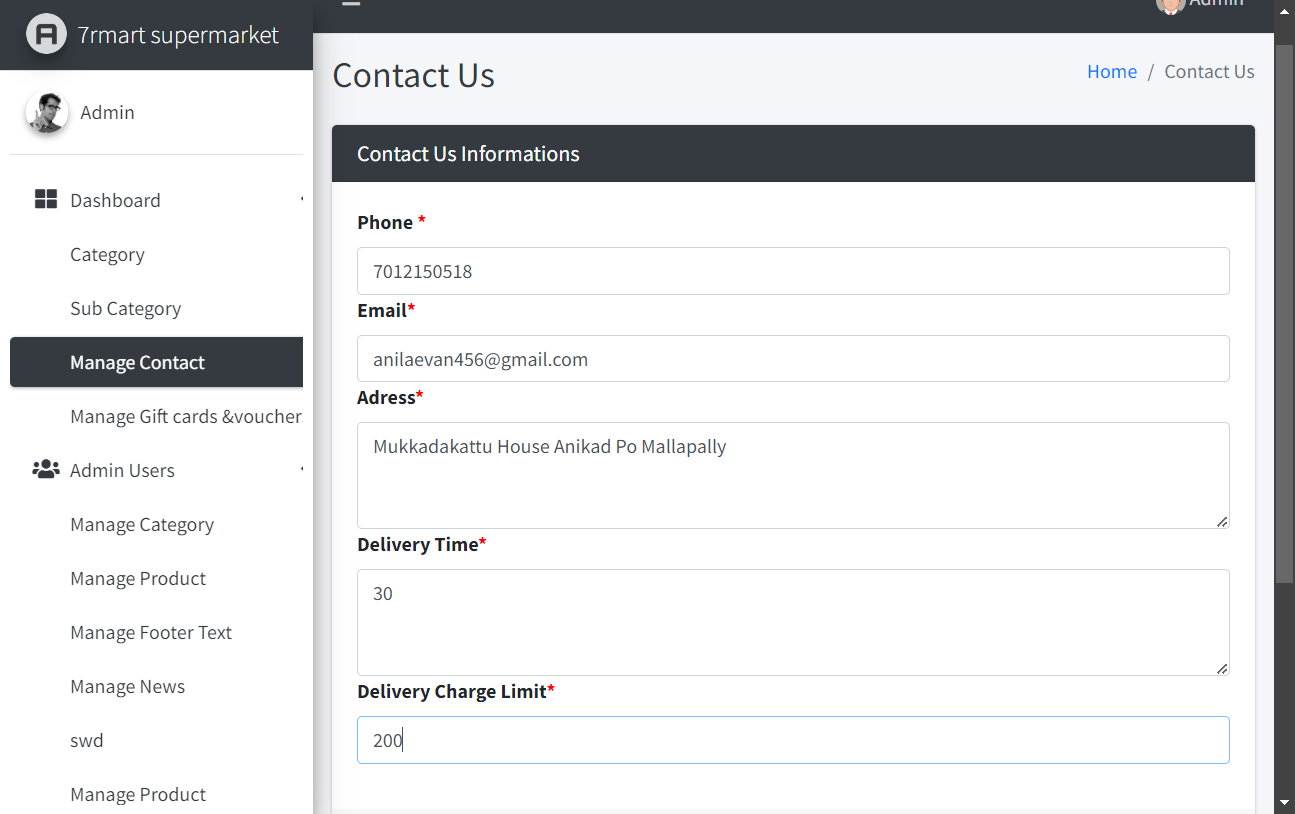 7rmart supermarket
Admin
Admin
Dashboard
Category
Sub Category
Manage Contact
Manage Gift cards &voucher
Admin Users
Manage Category
Manage Product
Manage Footer Text
Manage News
swd
Manage Product
Contact Us
Home / Contact Us
Contact Us Informations
Phone *
7012150518
Email*
anilaevan456@gmail.com
Adress*
Mukkadakattu House Anikad Po Mallapally
Delivery Time*
30
Delivery Charge Limit*
200